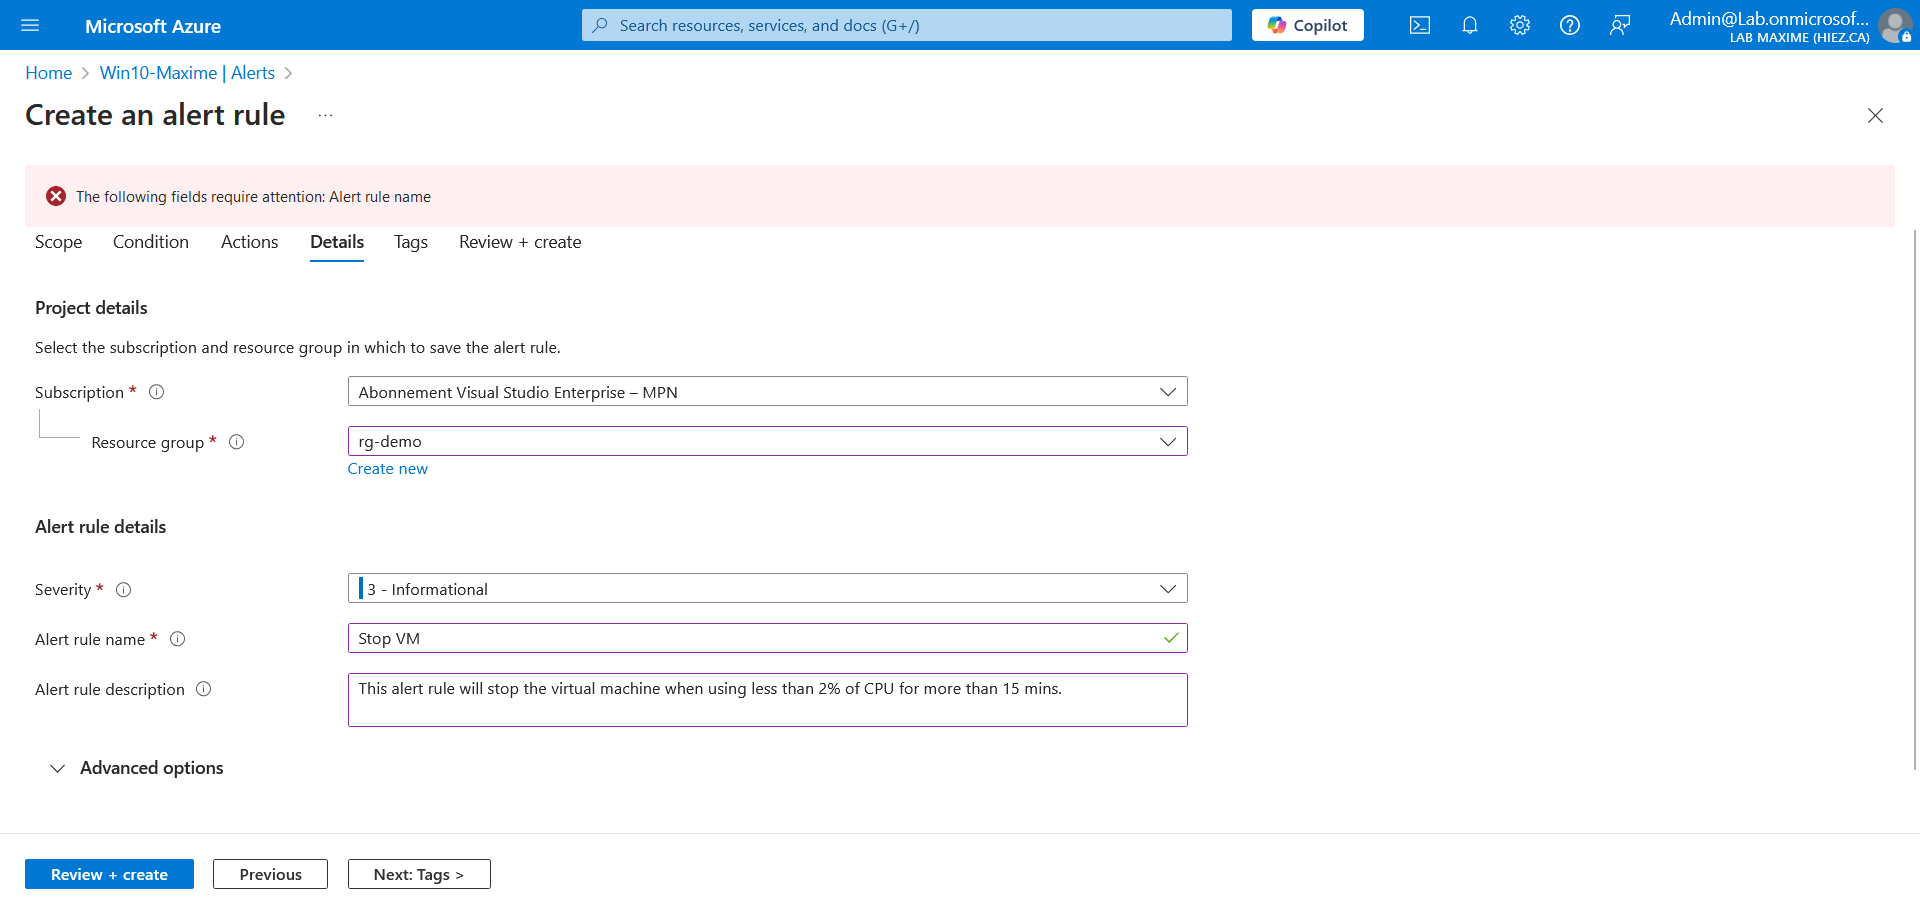 Microsoft Azure
Search resources, services, and docs (G+/)
Copilot
Admin@Lab.onmicrosof...
LAB MAXIME (HIEZ.CA)
Home > Win10-Maxime | Alerts >
Create an alert rule ...
The following fields require attention: Alert rule name
Scope Condition Actions Details Tags Review + create
Project details
Select the subscription and resource group in which to save the alert rule.
Subscription * Abonnement Visual Studio Enterprise – MPN
Resource group * rg-demo
Create new
Alert rule details
Severity * 3 - Informational
Alert rule name * Stop VM
Alert rule description This alert rule will stop the virtual machine when using less than 2% of CPU for more than 15 mins.
Advanced options
Review + create Previous Next: Tags >